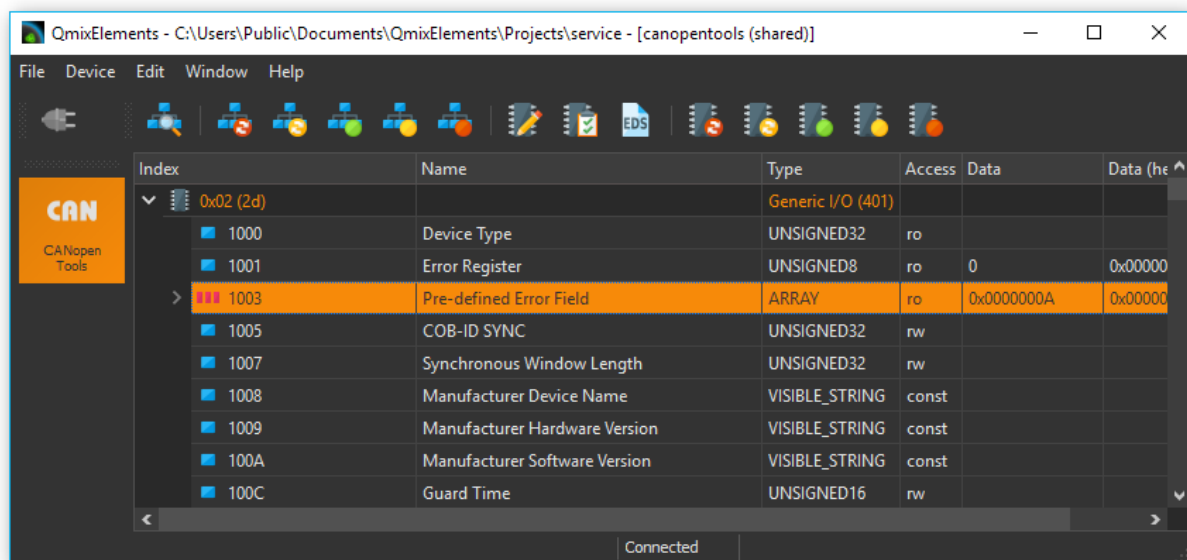 QmixElements - C:\Users\Public\Documents\QmixElements\Projects\service - [canopentools (shared)]
File Device Edit Window Help
EDS
CAN
CANopen
Tools
Index Name Type Access Data Data (he
0x02 (2d) Generic I/O (401)
1000 Device Type UNSIGNED32 ro
1001 Error Register UNSIGNED8 ro 0 0x00000
1003 Pre-defined Error Field ARRAY ro 0x0000000A 0x00000
1005 COB-ID SYNC UNSIGNED32 rw
1007 Synchronous Window Length UNSIGNED32 rw
1008 Manufacturer Device Name VISIBLE_STRING const
1009 Manufacturer Hardware Version VISIBLE_STRING const
100A Manufacturer Software Version VISIBLE_STRING const
100C Guard Time UNSIGNED16 rw
Connected